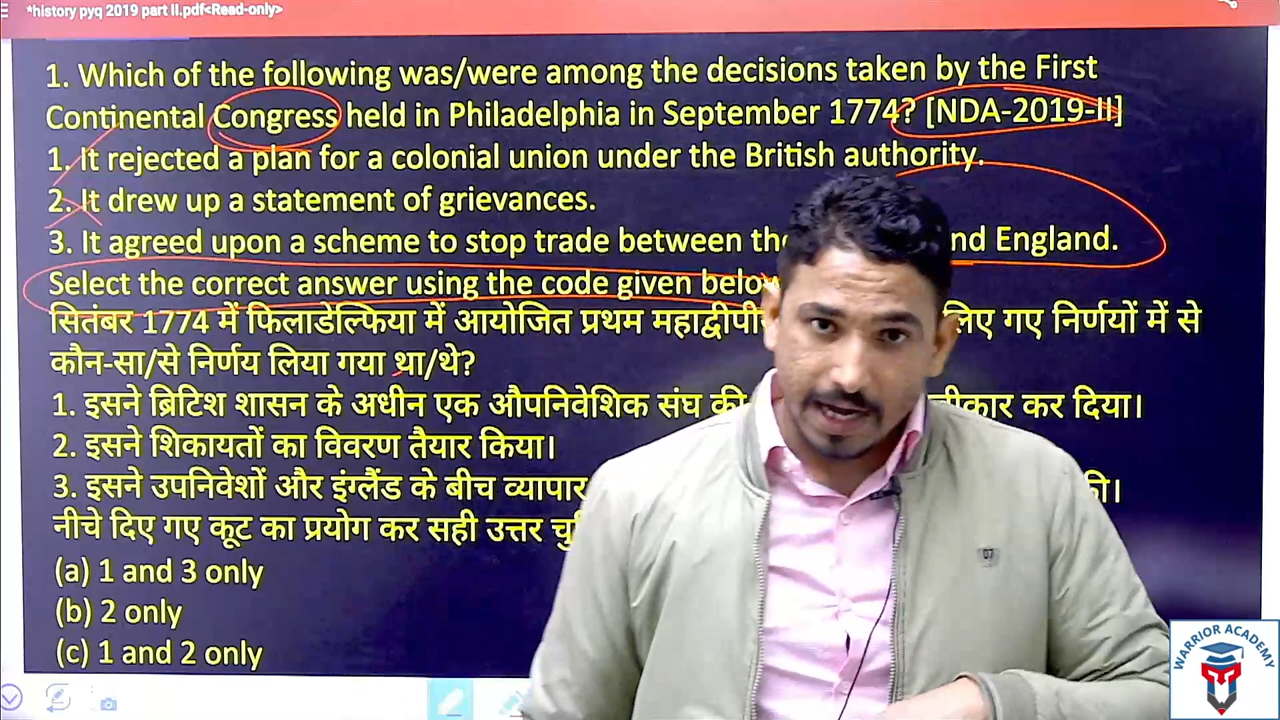 *history pyq 2019 part II.pdf<Read-only>
1. Which of the following was/were among the decisions taken by the First
Continental Congress held in Philadelphia in September 1774? [NDA-2019-II]
1. It rejected a plan for a colonial union under the British authority.
2. It drew up a statement of grievances.
3. It agreed upon a scheme to stop trade between nd England.
Select the correct answer using the code given
सितंबर 1774 में फिलाडेल्फिया में आयोजित प्रथम लिए गए निर्णयों में से
कौन-सा/से निर्णय लिया गया था/थे?
1. इसने ब्रिटिश शासन के अधीन एक औपनिवेशिक संघ की कर दिया।
2. इसने शिकायतों का विवरण तैयार किया।
3. इसने उपनिवेशों और इंग्लैंड के बीच व्यापार
नीचे दिए गए कूट का प्रयोग कर सही उत्तर
(a) 1 and 3 only
(b) 2 only
(c) 1 and 2 only
07
WARRIOR ACADEMY